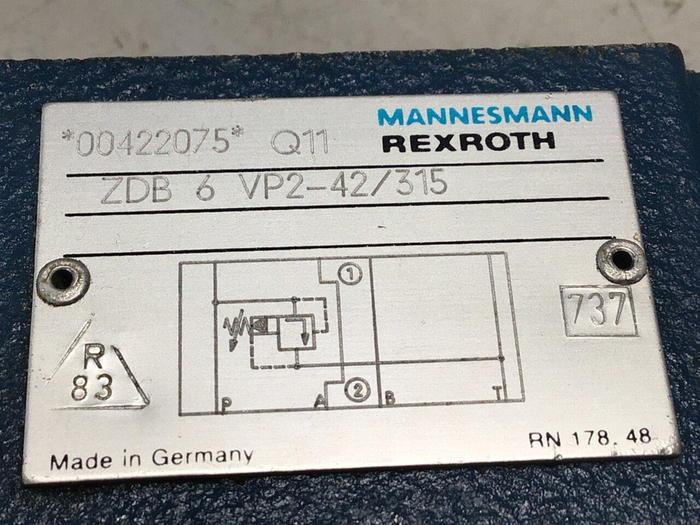 *00422075* Q11
MANNESMANN
REXROTH
ZDB 6 VP2-42/315
1
737
R
83
2
P A B T
Made in Germany
RN 178.48